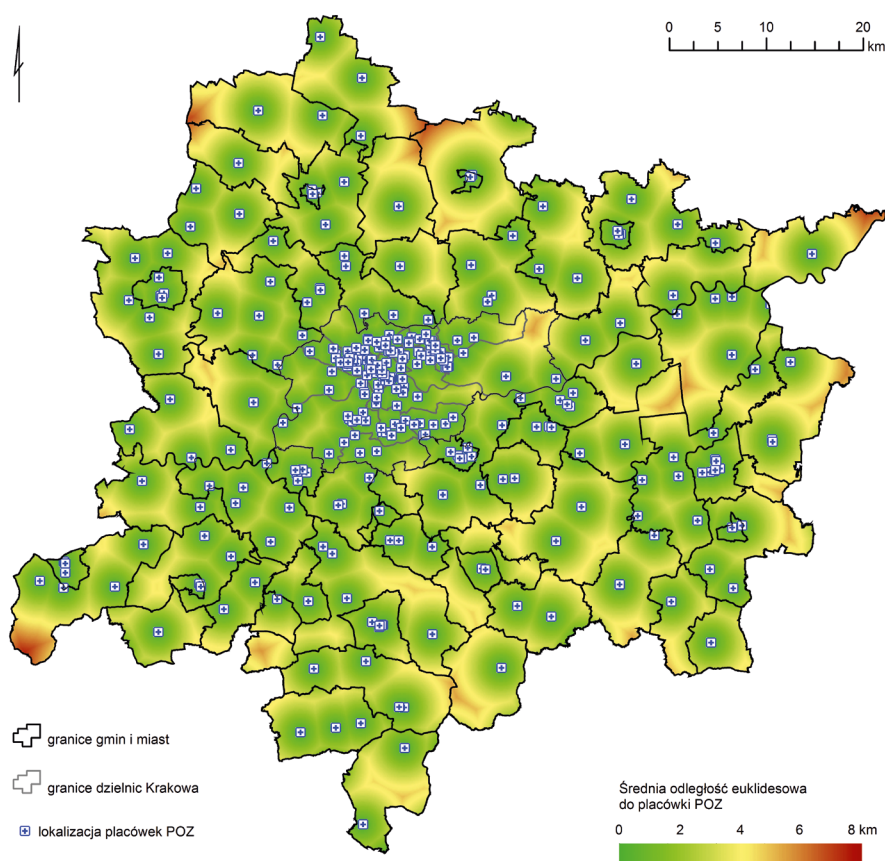 0 5 10 15 20
km
granice gmin i miast
granice dzielnic Krakowa
lokalizacja placówek POZ
Średnia odległość euklidesowa
do placówki POZ
0 2 4 6 8 km